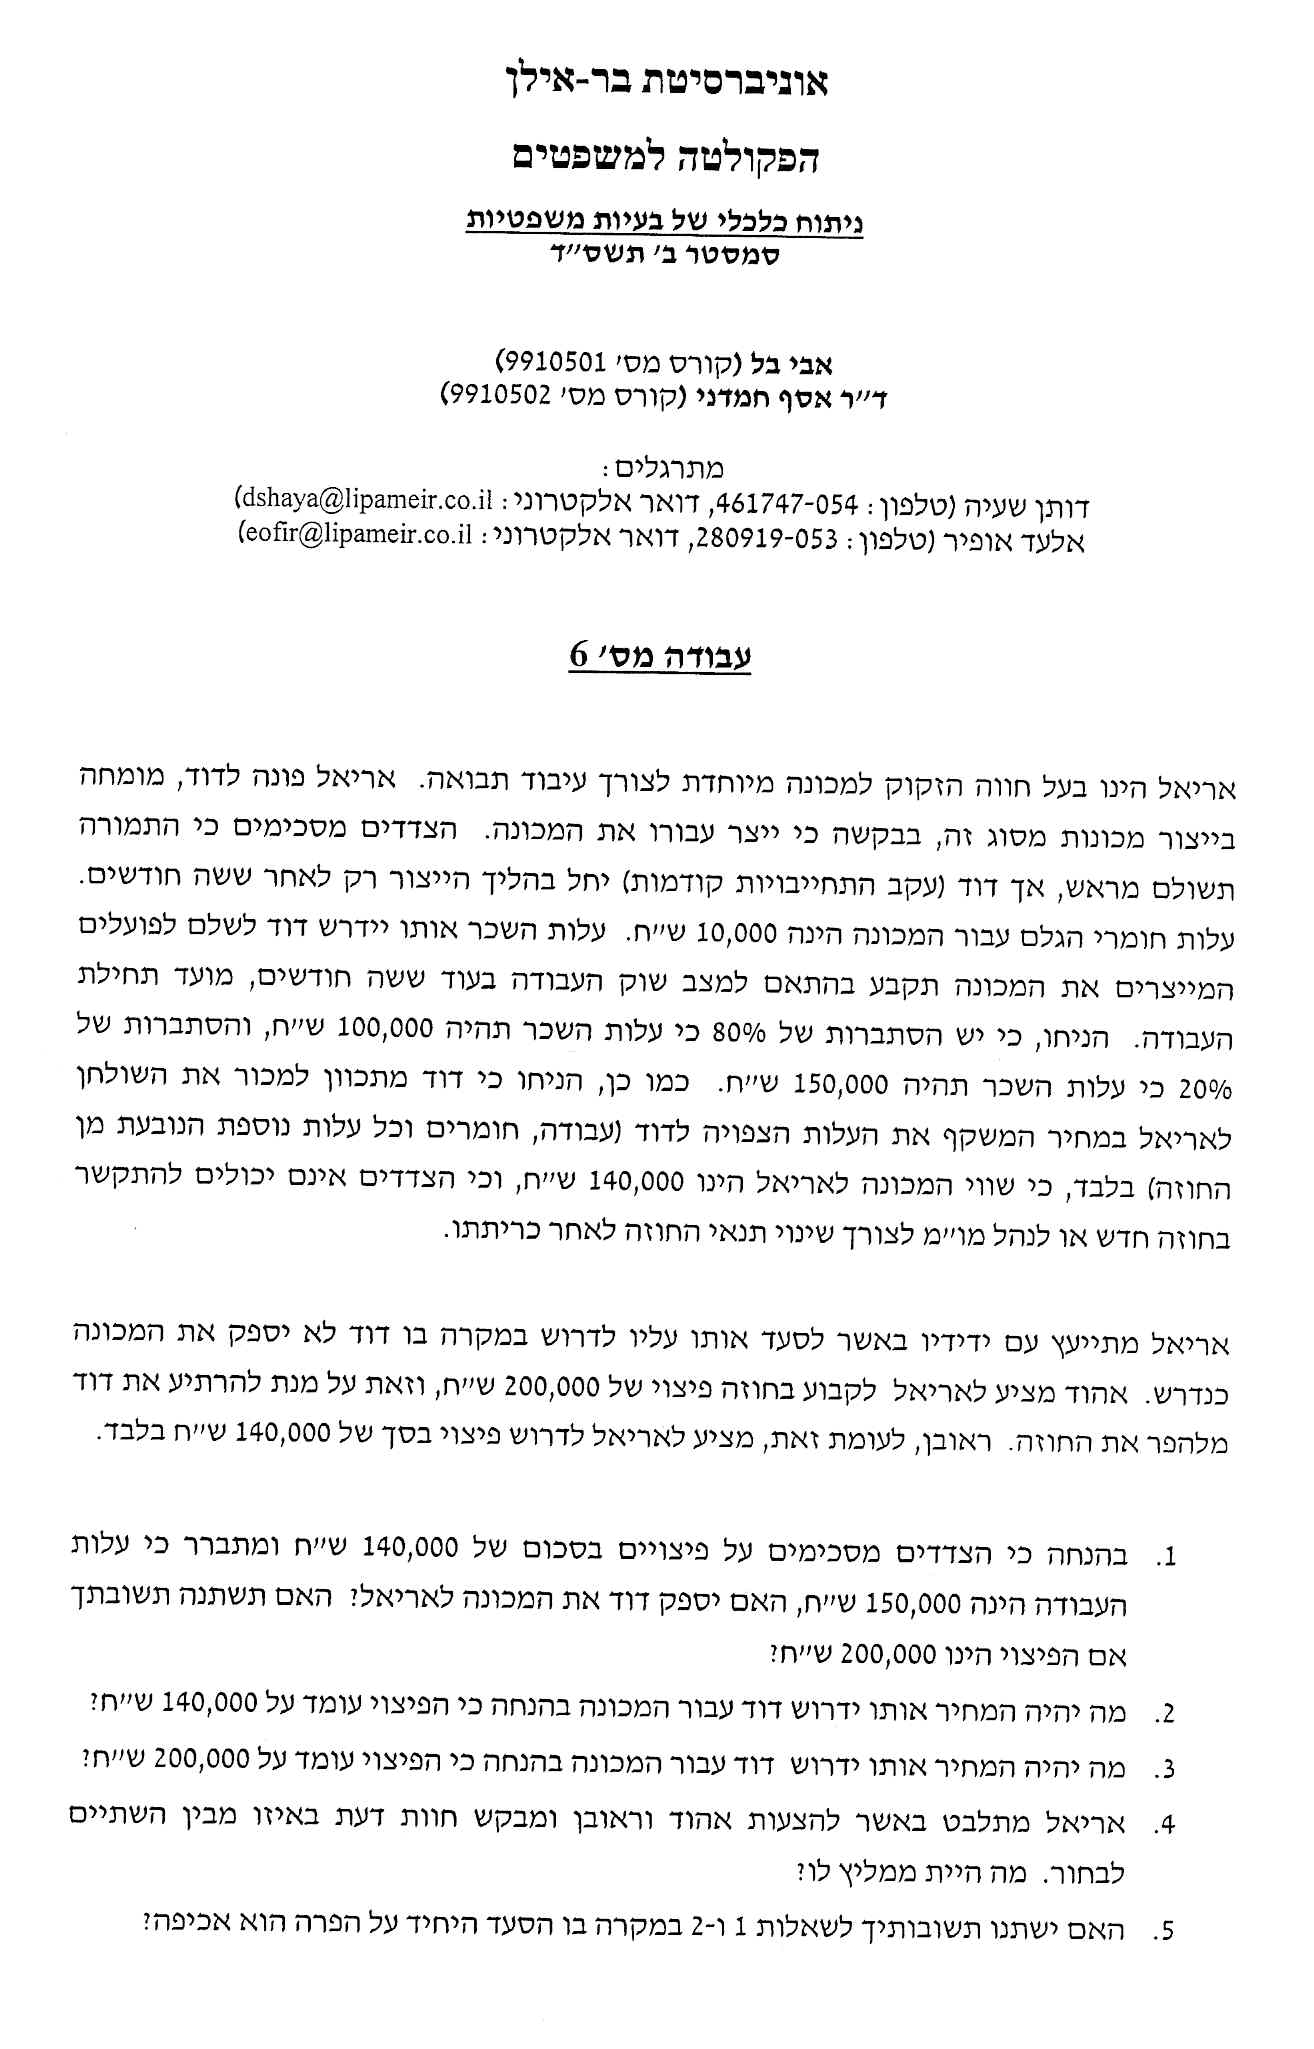 אוניברסיטת בר-אילן
הפקולטה למשפטים
ניתוח כלכלי של בעיות משפטיות
סמסטר ב' תשס״ד
אבי בל (קורס מס' 9910501)
ד״ר אסף חמדני (קורס מס' 9910502)
מתרגלים:
דותן שעיה (טלפון: 461747-054, דואר אלקטרוני: dshaya@lipameir.co.il)
אלעד אופיר (טלפון: 280919-053, דואר אלקטרוני: eofir@lipameir.co.il)
עבודה מס' 6
אריאל הינו בעל חווה הזקוק למכונה מיוחדת לצורך עיבוד תבואה. אריאל פונה לדוד, מומחה
בייצור מכונות מסוג זה, בבקשה כי ייצר עבורו את המכונה. הצדדים מסכימים כי התמורה
תשולם מראש, אך דוד (עקב התחייבויות קודמות) יחל בהליך הייצור רק לאחר ששה חודשים.
עלות חומרי הגלם עבור המכונה הינה 10,000 ש״ח. עלות השכר אותו יידרש דוד לשלם לפועלים
המייצרים את המכונה תקבע בהתאם למצב שוק העבודה בעוד ששה חודשים, מועד תחילת
העבודה. הניחו, כי יש הסתברות של 80% כי עלות השכר תהיה 100,000 ש״ח, והסתברות של
20% כי עלות השכר תהיה 150,000 ש״ח. כמו כן, הניחו כי דוד מתכוון למכור את השולחן
לאריאל במחיר המשקף את העלות הצפויה לדוד (עבודה, חומרים וכל עלות נוספת הנובעת מן
החוזה) בלבד, כי שווי המכונה לאריאל הינו 140,000 ש״ח, וכי הצדדים אינם יכולים להתקשר
בחוזה חדש או לנהל מו״מ לצורך שינוי תנאי החוזה לאחר כריתתו.
אריאל מתייעץ עם ידידיו באשר לסעד אותו עליו לדרוש במקרה בו דוד לא יספק את המכונה
כנדרש. אהוד מציע לאריאל לקבוע בחוזה פיצוי של 200,000 ש״ח, וזאת על מנת להרתיע את דוד
מלהפר את החוזה. ראובן, לעומת זאת, מציע לאריאל לדרוש פיצוי בסך של 140,000 ש״ח בלבד.
1. בהנחה כי הצדדים מסכימים על פיצויים בסכום של 140,000 ש״ח ומתברר כי עלות
העבודה הינה 150,000 ש״ח, האם יספק דוד את המכונה לאריאל? האם תשתנה תשובתך
אם הפיצוי הינו 200,000 ש״ח?
2. מה יהיה המחיר אותו ידרוש דוד עבור המכונה בהנחה כי הפיצוי עומד על 140,000 ש״ח?
3. מה יהיה המחיר אותו ידרוש דוד עבור המכונה בהנחה כי הפיצוי עומד על 200,000 ש״ח?
4. אריאל מתלבט באשר להצעות אהוד וראובן ומבקש חוות דעת באיזו מבין השתיים
לבחור. מה היית ממליץ לו?
5. האם ישתנו תשובותיך לשאלות 1 ו-2 במקרה בו הסעד היחיד על הפרה הוא אכיפה?